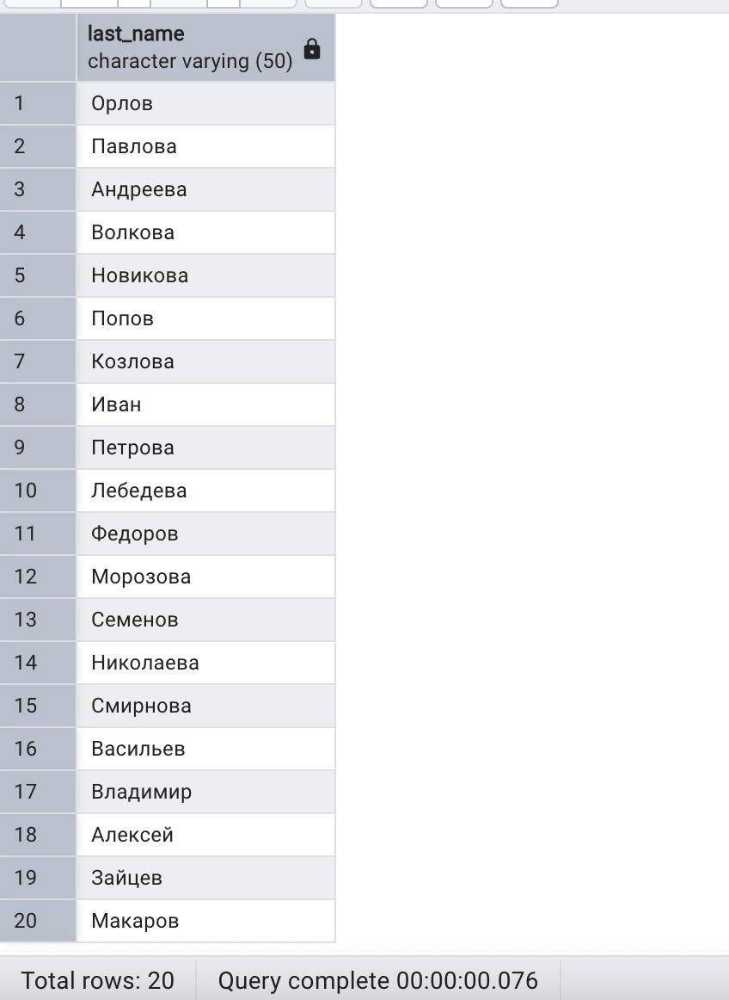 last_name
character varying (50)
1 Орлов
2 Павлова
3 Андреева
4 Волкова
5 Новикова
6 Попов
7 Козлова
8 Иван
9 Петрова
10 Лебедева
11 Федоров
12 Морозова
13 Семенов
14 Николаева
15 Смирнова
16 Васильев
17 Владимир
18 Алексей
19 Зайцев
20 Макаров
Total rows: 20 Query complete 00:00:00.076